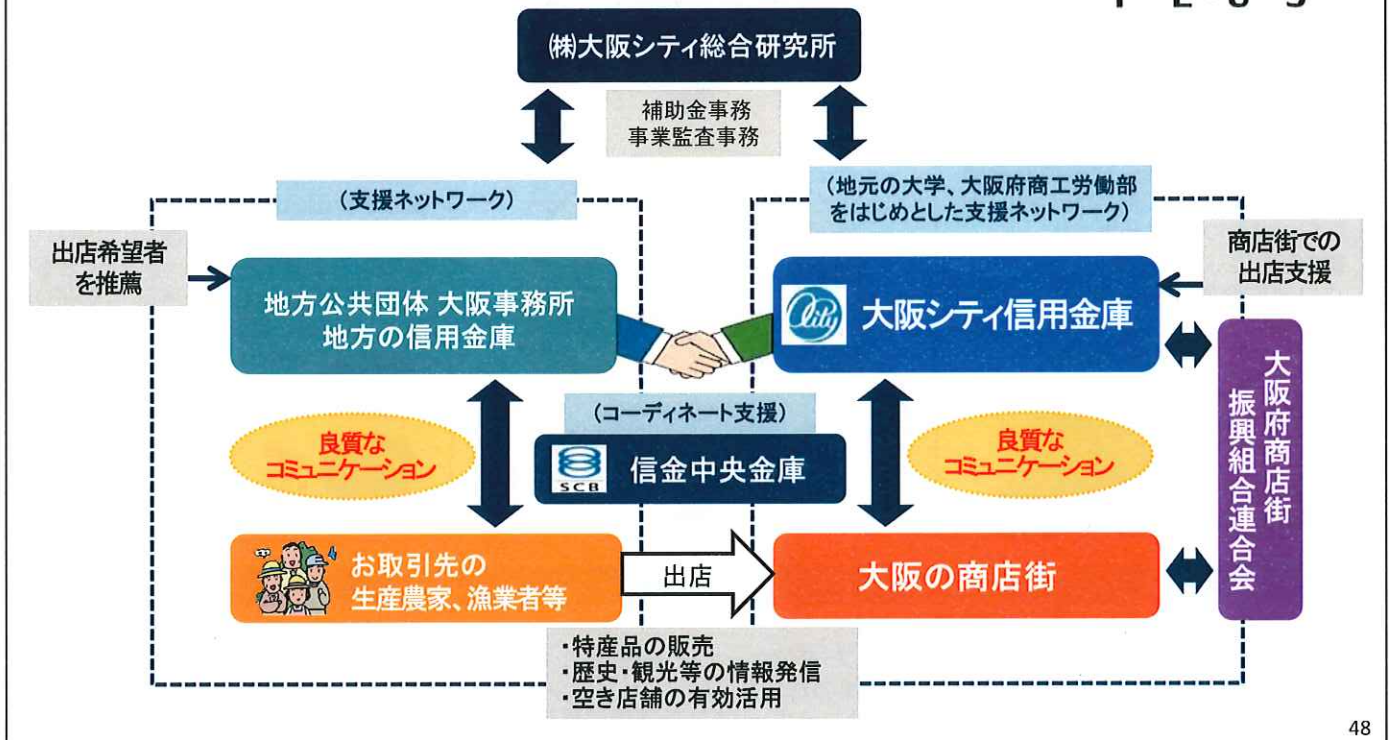 ㈱大阪シティ総合研究所
補助金事務
事業監査事務
(支援ネットワーク)
(地元の大学、大阪府商工労働部
をはじめとした支援ネットワーク)
出店希望者
を推薦
商店街での
出店支援
地方公共団体 大阪事務所
地方の信用金庫
City
大阪シティ信用金庫
大阪府商店街
振興組合連合会
良質な
コミュニケーション
(コーディネート支援)
SCB
信金中央金庫
良質な
コミュニケーション
お取引先の
生産農家、漁業者等
出店
大阪の商店街
・特産品の販売
・歴史・観光等の情報発信
・空き店舗の有効活用
48